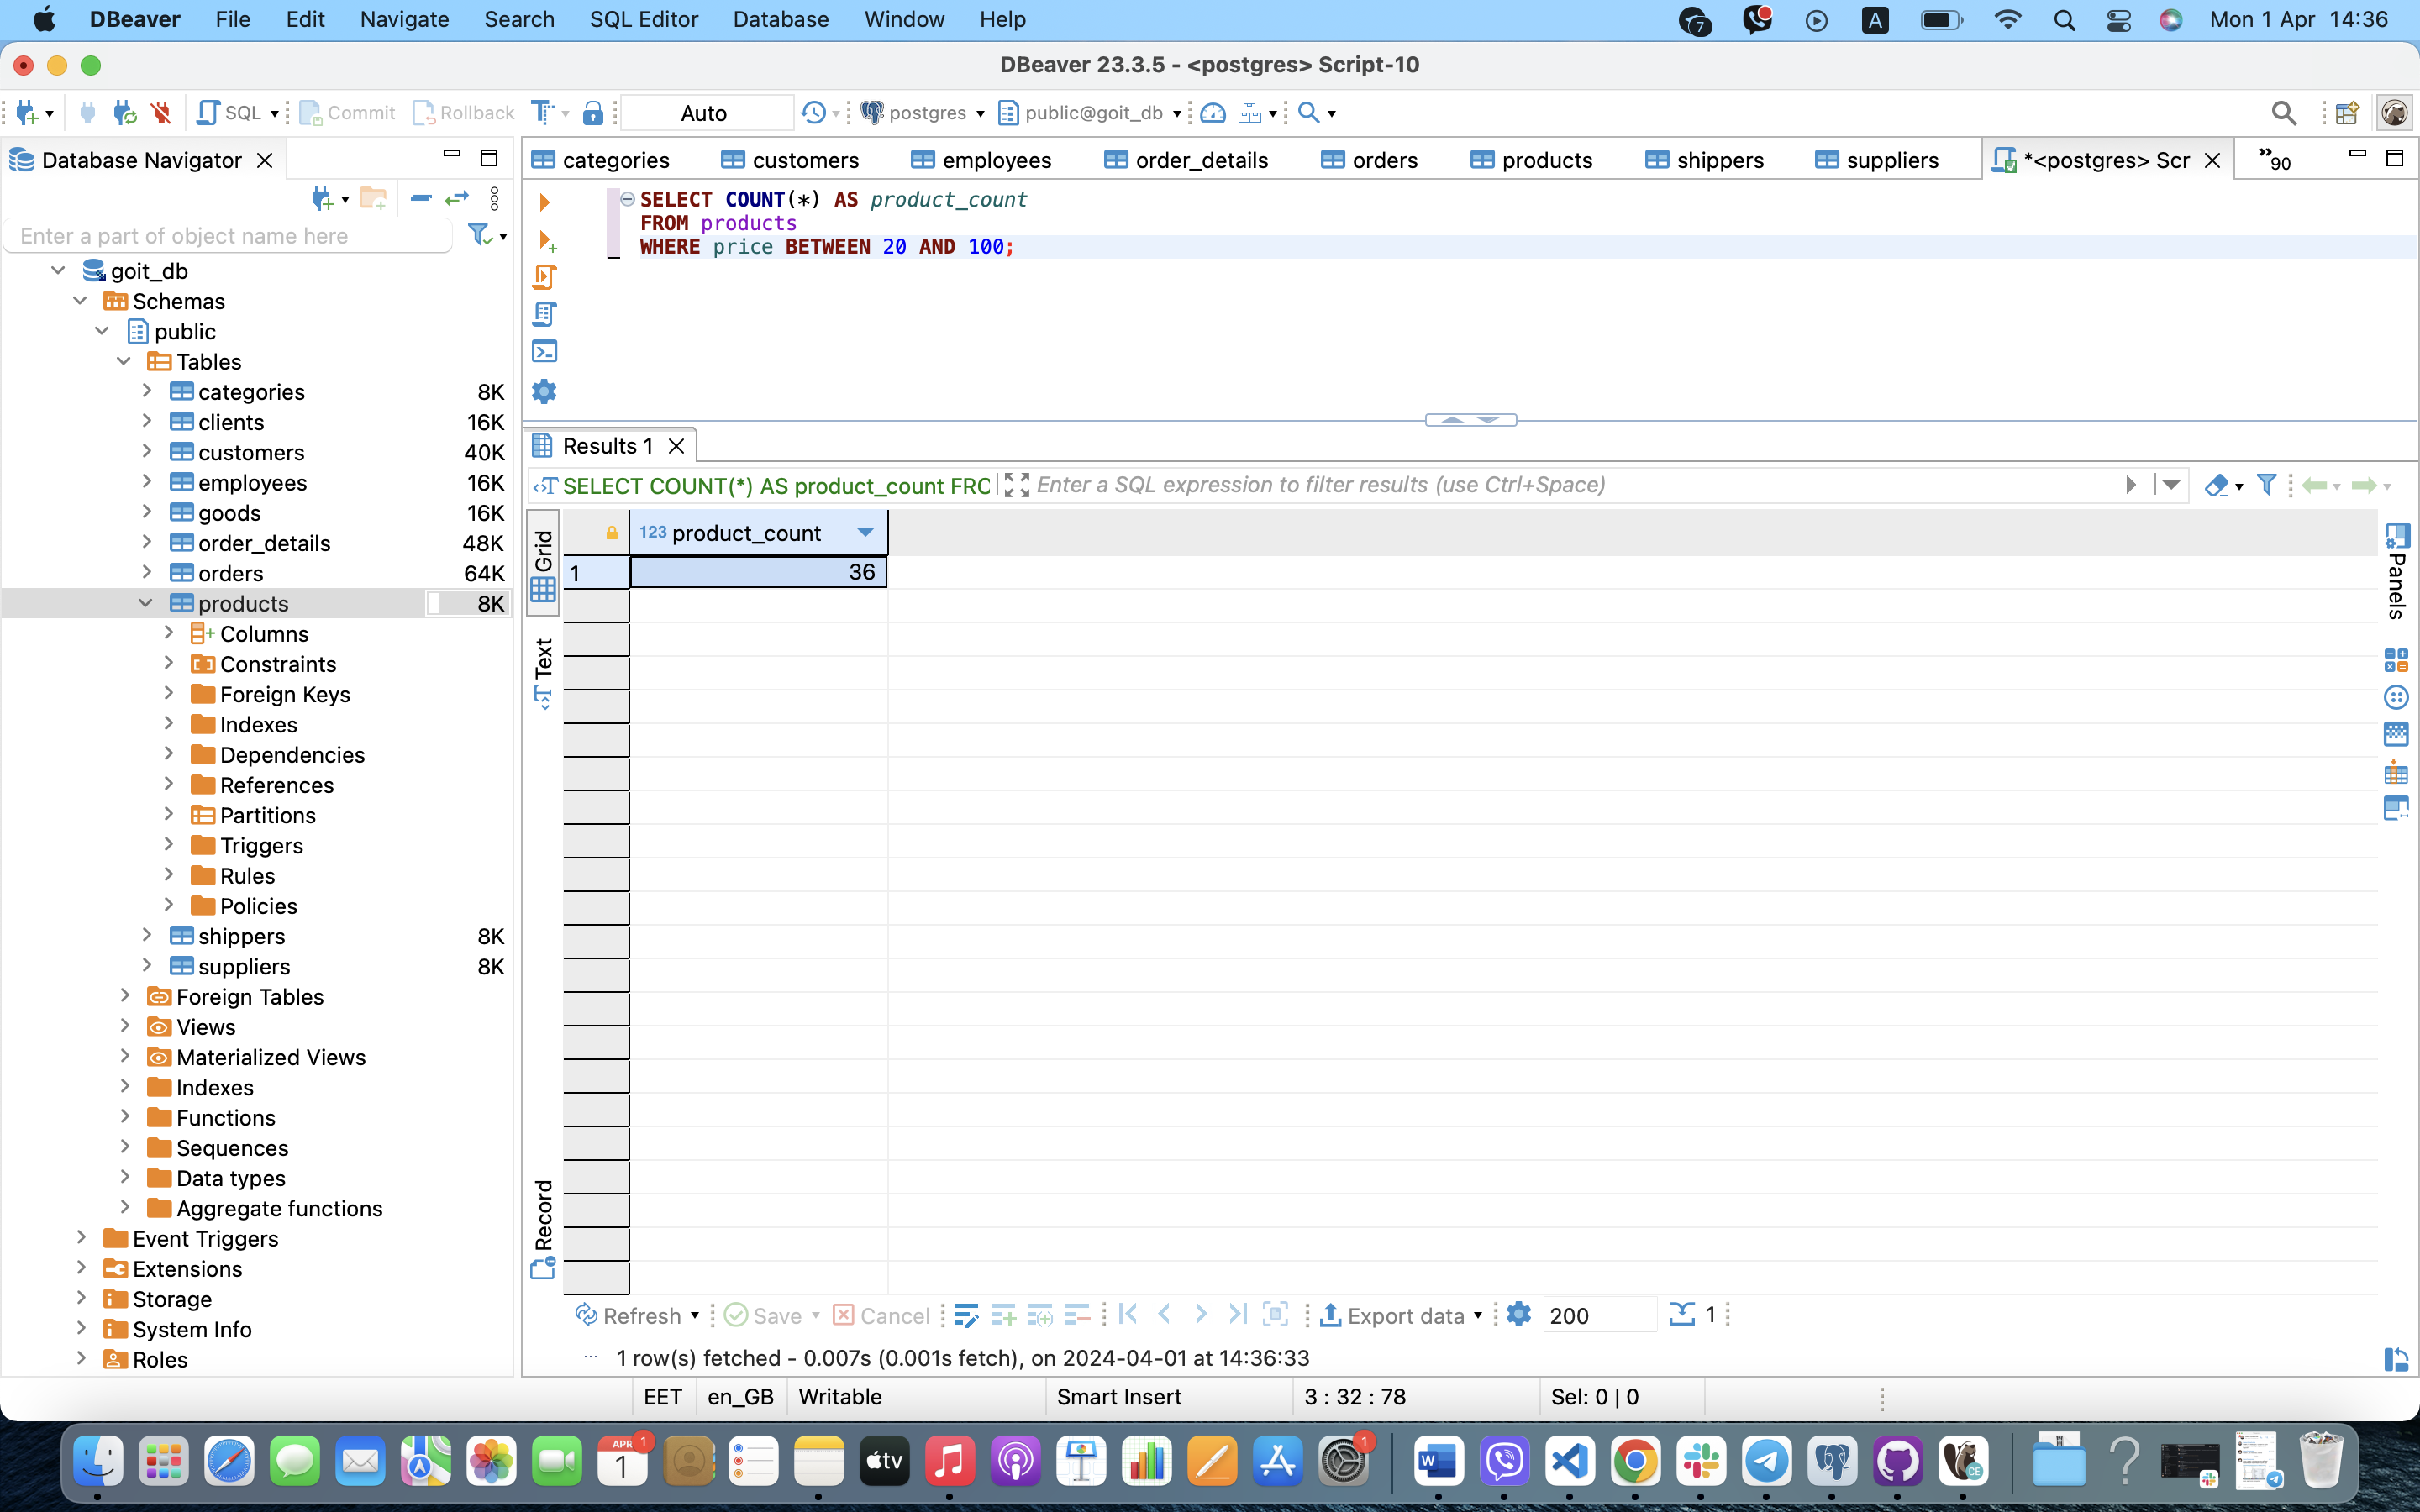 DBeaver File Edit Navigate Search SQL Editor Database Window Help 7 A Mon 1 Apr 14:36
DBeaver 23.3.5 - <postgres> Script-10
SQL Commit Rollback Auto postgres public@goit_db
Database Navigator
categories customers employees order_details orders products shippers suppliers *<postgres> Scr »90
Enter a part of object name here
goit_db
Schemas
public
Tables
categories 8K
clients 16K
customers 40K
employees 16K
goods 16K
order_details 48K
orders 64K
products 8K
Columns
Constraints
Foreign Keys
Indexes
Dependencies
References
Partitions
Triggers
Rules
Policies
shippers 8K
suppliers 8K
Foreign Tables
Views
Materialized Views
Indexes
Functions
Sequences
Data types
Aggregate functions
Event Triggers
Extensions
Storage
System Info
Roles
SELECT COUNT(*) AS product_count
FROM products
WHERE price BETWEEN 20 AND 100;
Results 1
SELECT COUNT(*) AS product_count FRO Enter a SQL expression to filter results (use Ctrl+Space)
Grid
Text
Record
123 product_count
1 36
Panels
Refresh Save Cancel Export data 200 1
1 row(s) fetched - 0.007s (0.001s fetch), on 2024-04-01 at 14:36:33
EET en_GB Writable Smart Insert 3 : 32 : 78 Sel: 0 | 0
APR 1
1
tv
1
W
CE